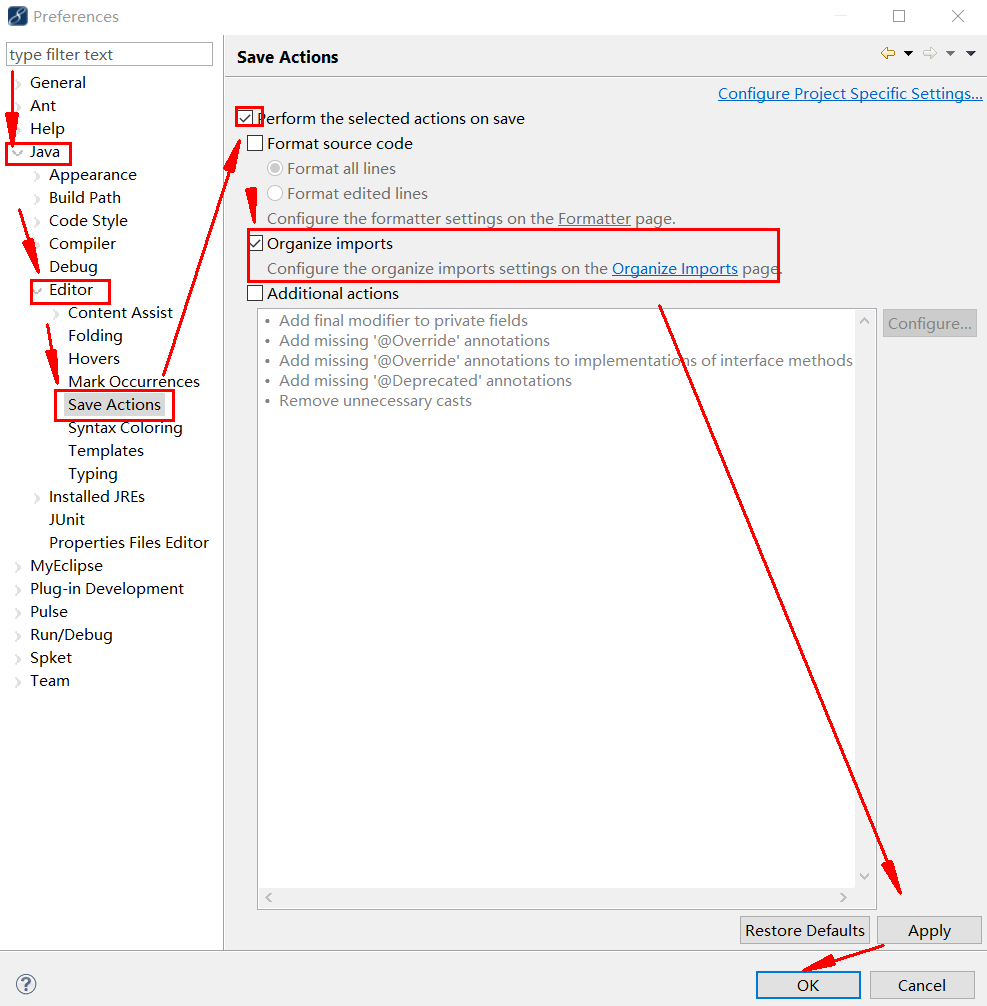 Preferences
type filter text
General
Ant
Help
Java
Appearance
Build Path
Code Style
Compiler
Debug
Editor
Content Assist
Folding
Hovers
Mark Occurrences
Save Actions
Syntax Coloring
Templates
Typing
Installed JREs
JUnit
Properties Files Editor
MyEclipse
Plug-in Development
Pulse
Run/Debug
Spket
Team
Save Actions
Configure Project Specific Settings...
Perform the selected actions on save
Format source code
Format all lines
Format edited lines
Configure the formatter settings on the Formatter page.
Organize imports
Configure the organize imports settings on the Organize Imports page.
Additional actions
• Add final modifier to private fields
• Add missing '@Override' annotations
• Add missing '@Override' annotations to implementations of interface methods
• Add missing '@Deprecated' annotations
• Remove unnecessary casts
Configure...
Restore Defaults
Apply
OK
Cancel